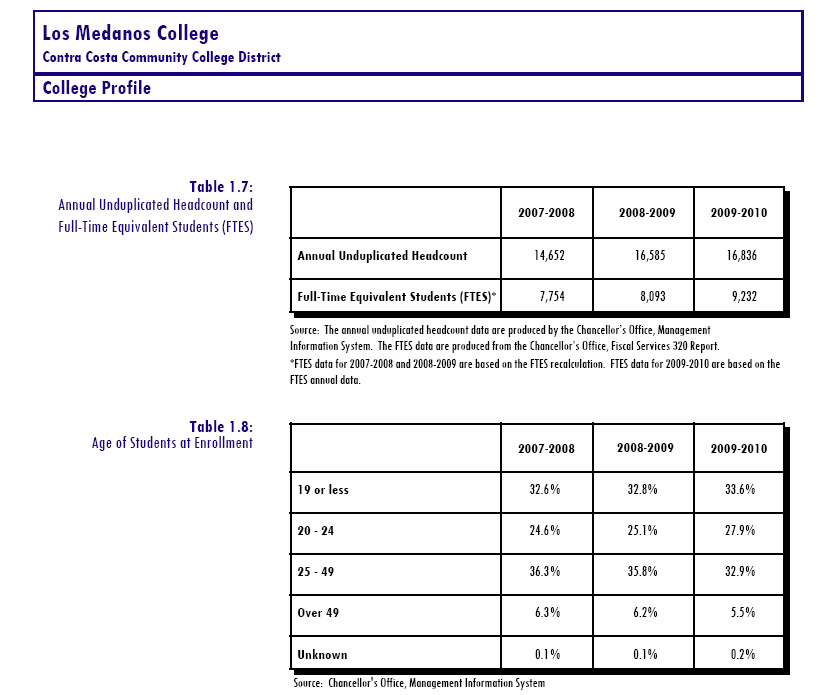 Los Medanos College
Contra Costa Community College District
College Profile
Table 1.7:
Annual Unduplicated Headcount and
Full-Time Equivalent Students (FTES)
2007-2008 2008-2009 2009-2010
Annual Unduplicated Headcount 14,652 16,585 16,836
Full-Time Equivalent Students (FTES)* 7,754 8,093 9,232
Source: The annual unduplicated headcount data are produced by the Chancellor's Office, Management
Information System. The FTES data are produced from the Chancellor's Office, Fiscal Services 320 Report.
*FTES data for 2007-2008 and 2008-2009 are based on the FTES recalculation. FTES data for 2009-2010 are based on the
FTES annual data.
Table 1.8:
Age of Students at Enrollment
2007-2008 2008-2009 2009-2010
19 or less 32.6% 32.8% 33.6%
20 - 24 24.6% 25.1% 27.9%
25 - 49 36.3% 35.8% 32.9%
Over 49 6.3% 6.2% 5.5%
Unknown 0.1% 0.1% 0.2%
Source: Chancellor's Office, Management Information System